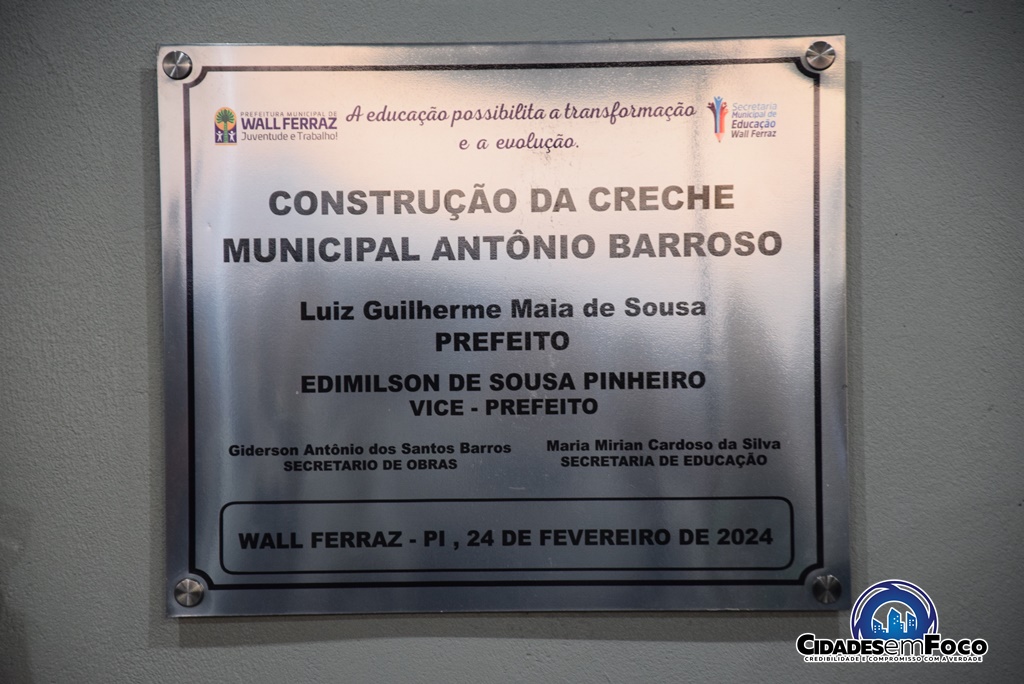 PREFEITURA MUNICIPAL DE
WALL FERRAZ
Juventude e Trabalho!
A educação possibilita a transformação
e a evolução.
Secretaria
Municipal de
Educação
Wall Ferraz
CONSTRUÇÃO DA CRECHE
MUNICIPAL ANTÔNIO BARROSO
Luiz Guilherme Maia de Sousa
PREFEITO
EDIMILSON DE SOUSA PINHEIRO
VICE - PREFEITO
Giderson Antônio dos Santos Barros
SECRETARIO DE OBRAS
Maria Mirian Cardoso da Silva
SECRETARIA DE EDUCAÇÃO
WALL FERRAZ - PI , 24 DE FEVEREIRO DE 2024
CIDADESemFOCO
CREDIBILIDADE E COMPROMISSO COM A VERDADE